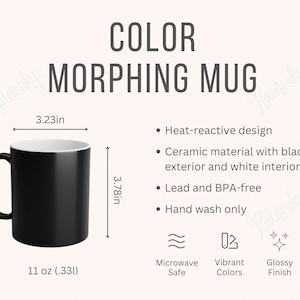 COLOR
MORPHING MUG
3.23in
3.78in
11 oz (.33l)
• Heat-reactive design
• Ceramic material with blac
exterior and white interior
• Lead and BPA-free
• Hand wash only
Microwave
Safe
Vibrant
Colors
Glossy
Finish